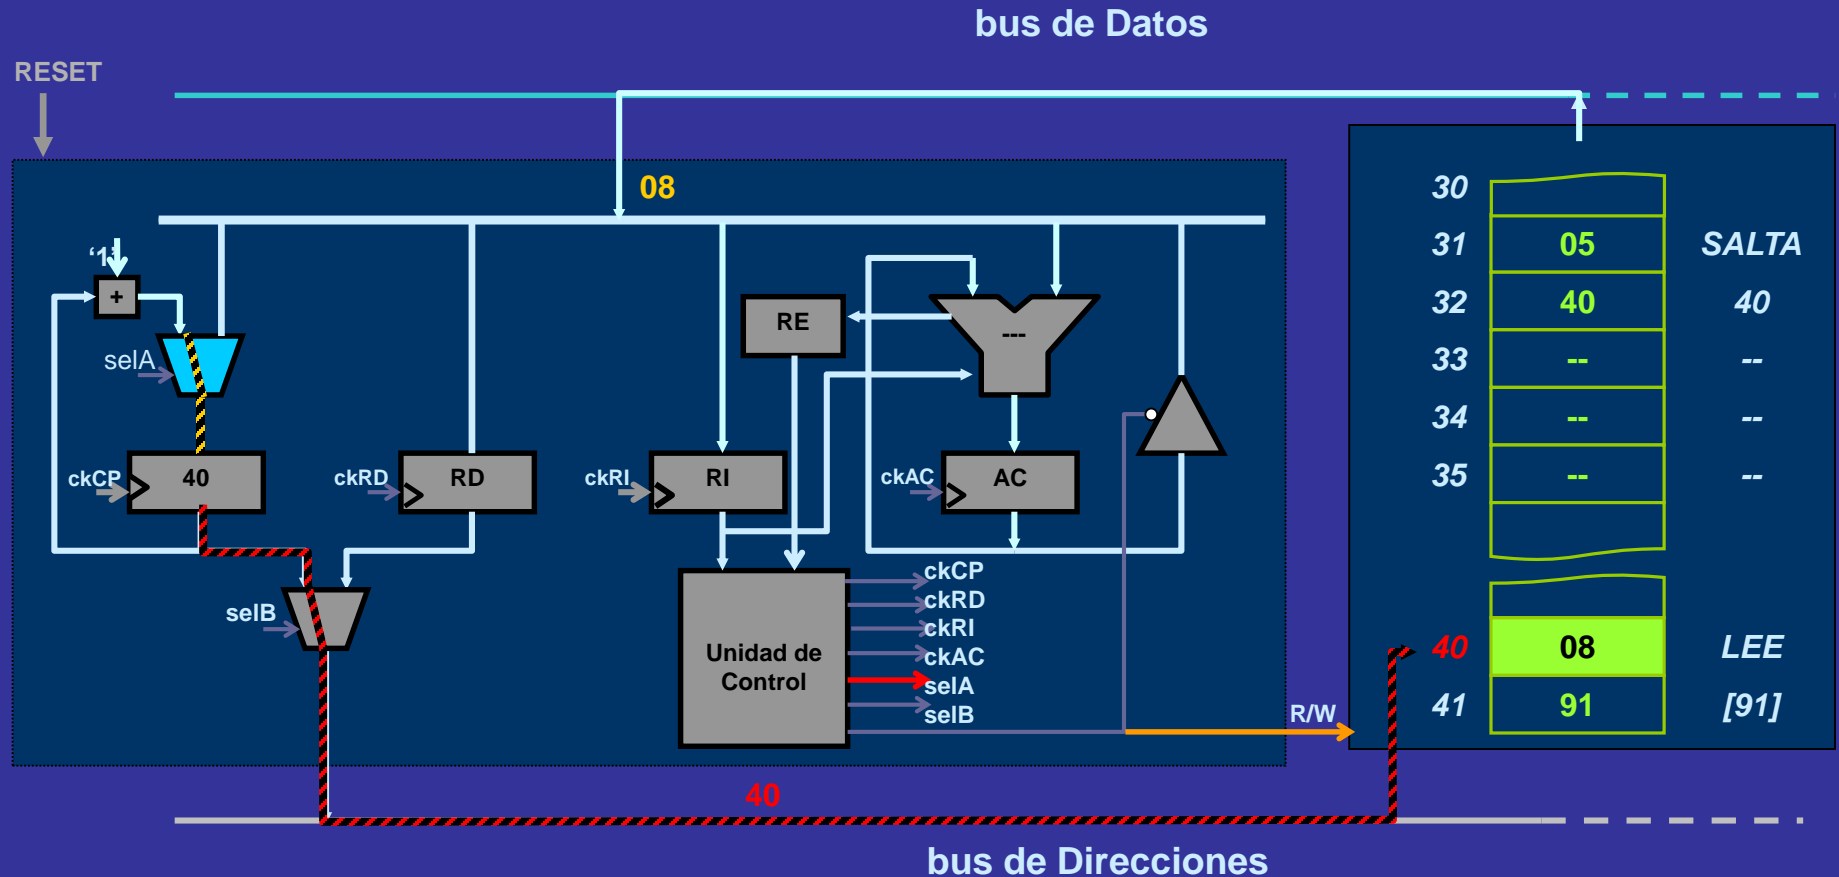 bus de Datos
RESET
08
30
31 05 SALTA
32 40 40
33 -- --
34 -- --
35 -- --
40 08 LEE
41 91 [91]
‘1’
+
selA
RE
---
ckCP
40
ckRD
RD
ckRI
RI
ckAC
AC
selB
Unidad de
Control
ckCP
ckRD
ckRI
ckAC
selA
selB
R/W
40
bus de Direcciones